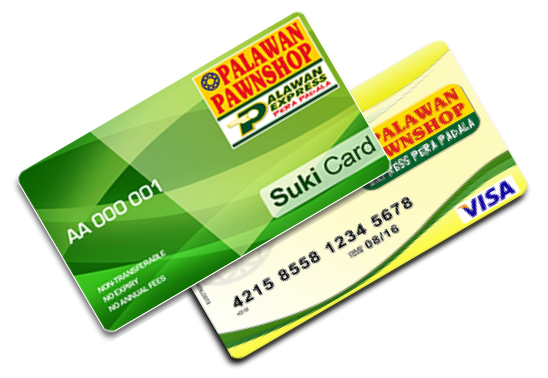 PALAWAN
PAWNSHOP
PALAWAN
EXPRESS
PERA PADALA
Suki Card
AA 000 001
NON-TRANSFERABLE
NO EXPIRY
NO ANNUAL FEES
PALAWAN
PAWNSHOP
EXPRESS PERA PADALA
VISA
4215 8558 1234 5678
08/16